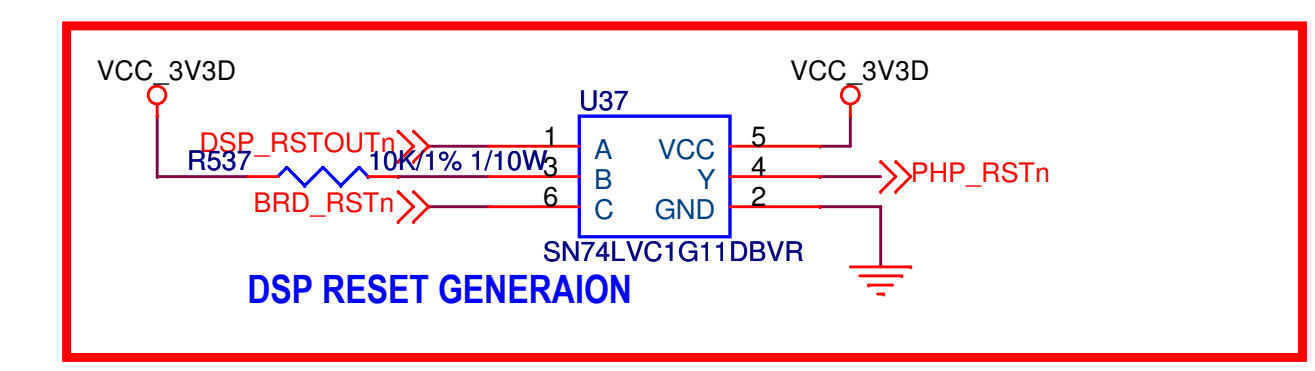 VCC_3V3D
VCC_3V3D
U37
DSP_RSTOUTn
1
A
VCC
5
R537
10K/1% 1/10W
3
B
Y
4
PHP_RSTn
BRD_RSTn
6
C
GND
2
SN74LVC1G11DBVR
DSP RESET GENERAION